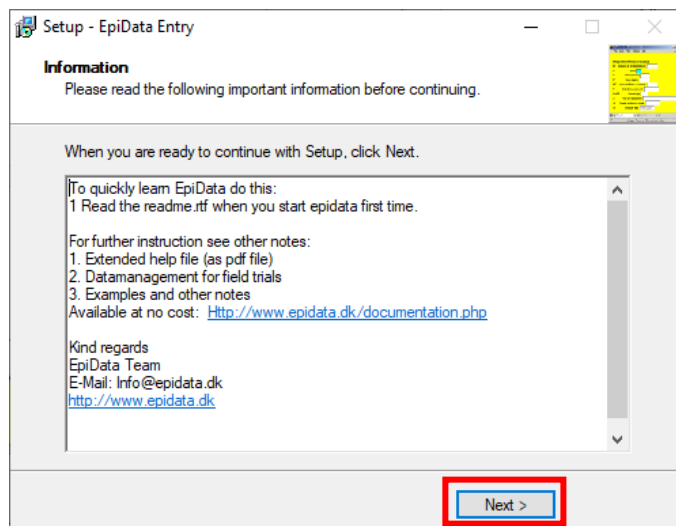 Setup - EpiData Entry
Information
Please read the following important information before continuing.
When you are ready to continue with Setup, click Next.
To quickly learn EpiData do this:
1 Read the readme.rtf when you start epidata first time.
For further instruction see other notes:
1. Extended help file (as pdf file)
2. Datamanagement for field trials
3. Examples and other notes
Available at no cost:  Http://www.epidata.dk/documentation.php
Kind regards
EpiData Team
E-Mail: Info@epidata.dk
http://www.epidata.dk
Next >